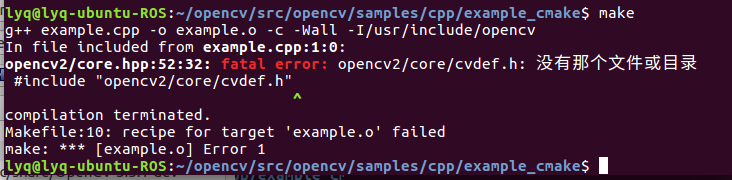 lyq@lyq-ubuntu-ROS:~/opencv/src/opencv/samples/cpp/example_cmake$ make
g++ example.cpp -o example.o -c -Wall -I/usr/include/opencv
In file included from example.cpp:1:0:
opencv2/core.hpp:52:32: fatal error: opencv2/core/cvdef.h: 没有那个文件或目录
#include "opencv2/core/cvdef.h"
^
compilation terminated.
Makefile:10: recipe for target 'example.o' failed
make: *** [example.o] Error 1
lyq@lyq-ubuntu-ROS:~/opencv/src/opencv/samples/cpp/example_cmake$